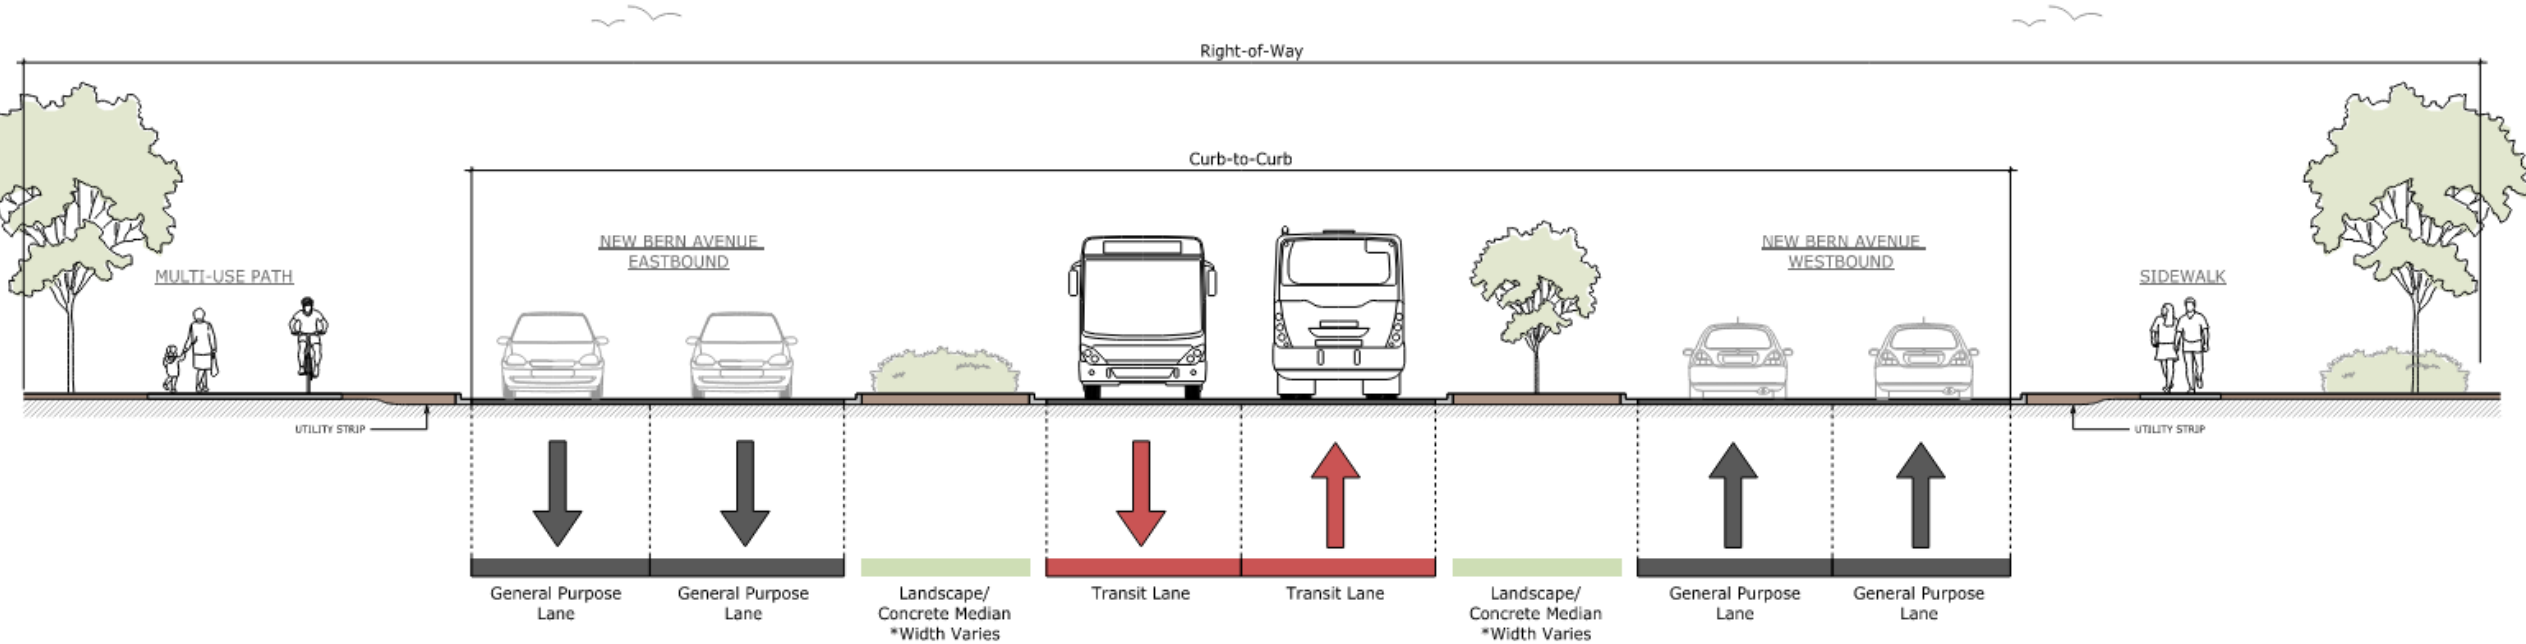 Right-of-Way
Curb-to-Curb
NEW BERN AVENUE
EASTBOUND
NEW BERN AVENUE
WESTBOUND
MULTI-USE PATH
SIDEWALK
UTILITY STRIP
UTILITY STRIP
General Purpose
Lane
General Purpose
Lane
Landscape/
Concrete Median
*Width Varies
Transit Lane
Transit Lane
Landscape/
Concrete Median
*Width Varies
General Purpose
Lane
General Purpose
Lane